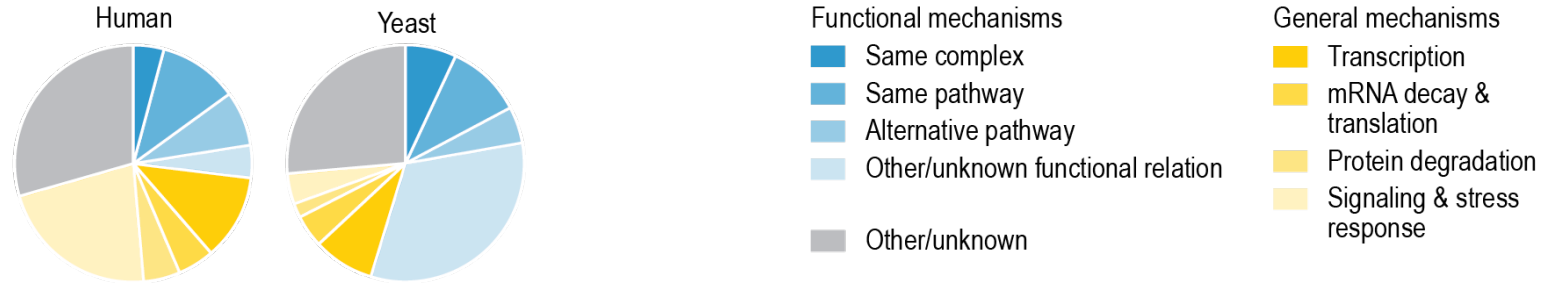 Human
Yeast
Functional mechanisms
Same complex
Same pathway
Alternative pathway
Other/unknown functional relation
Other/unknown
General mechanisms
Transcription
mRNA decay &
translation
Protein degradation
Signaling & stress
response